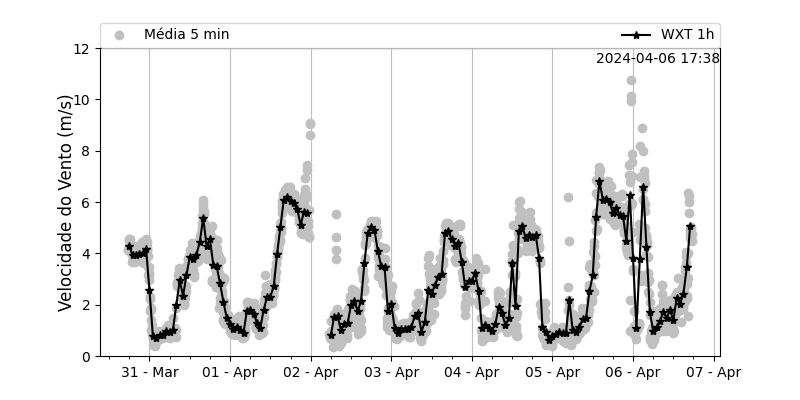 Média 5 min
WXT 1h
2024-04-06 17:38
Velocidade do Vento (m/s)
12
10
8
6
4
2
0
31 - Mar
01 - Apr
02 - Apr
03 - Apr
04 - Apr
05 - Apr
06 - Apr
07 - Apr